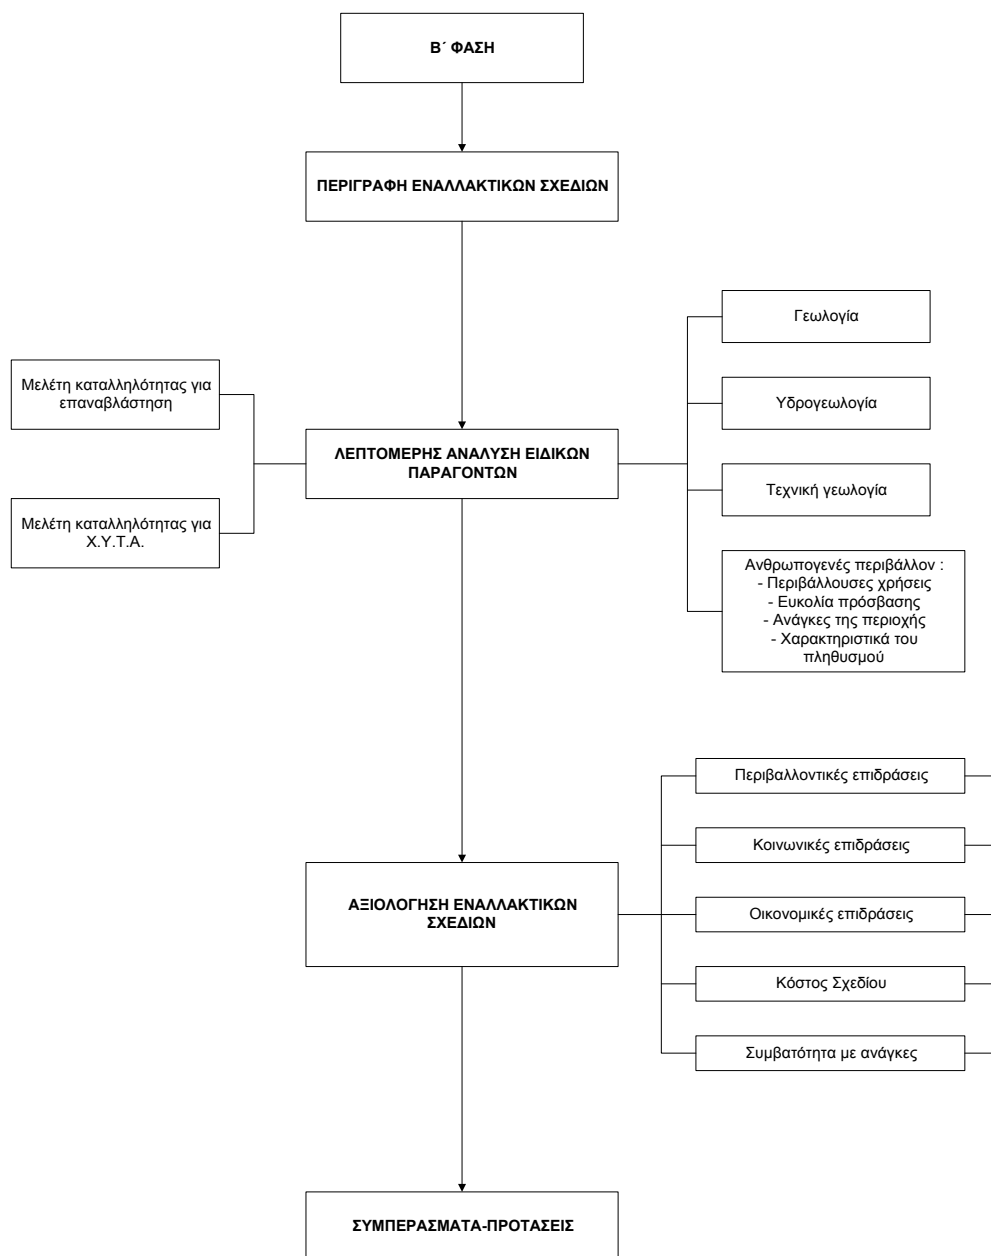 Β΄ ΦΑΣΗ
ΠΕΡΙΓΡΑΦΗ ΕΝΑΛΛΑΚΤΙΚΩΝ ΣΧΕΔΙΩΝ
Γεωλογία
Μελέτη καταλληλότητας για
επαναβλάστηση
Υδρογεωλογία
ΛΕΠΤΟΜΕΡΗΣ ΑΝΑΛΥΣΗ ΕΙΔΙΚΩΝ
ΠΑΡΑΓΟΝΤΩΝ
Τεχνική γεωλογία
Μελέτη καταλληλότητας για
Χ.Υ.Τ.Α.
Ανθρωπογενές περιβάλλον :
- Περιβάλλουσες χρήσεις
- Ευκολία πρόσβασης
- Ανάγκες της περιοχής
- Χαρακτηριστικά του
πληθυσμού
Περιβαλλοντικές επιδράσεις
Κοινωνικές επιδράσεις
ΑΞΙΟΛΟΓΗΣΗ ΕΝΑΛΛΑΚΤΙΚΩΝ
ΣΧΕΔΙΩΝ
Οικονομικές επιδράσεις
Κόστος Σχεδίου
Συμβατότητα με ανάγκες
ΣΥΜΠΕΡΑΣΜΑΤΑ-ΠΡΟΤΑΣΕΙΣ